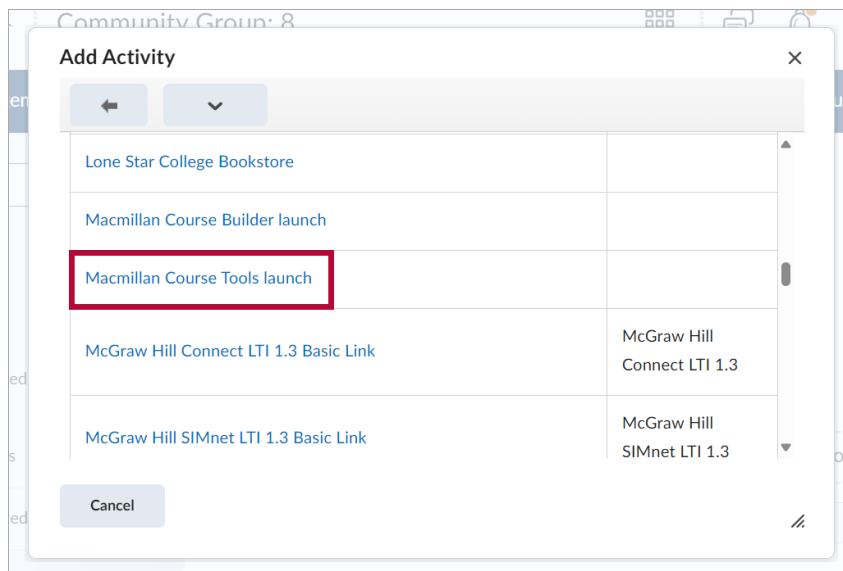 Community Group: 8
Add Activity
Lone Star College Bookstore
Macmillan Course Builder launch
Macmillan Course Tools launch
McGraw Hill Connect LTI 1.3 Basic Link
McGraw Hill
Connect LTI 1.3
McGraw Hill SIMnet LTI 1.3 Basic Link
McGraw Hill
SIMnet LTI 1.3
Cancel